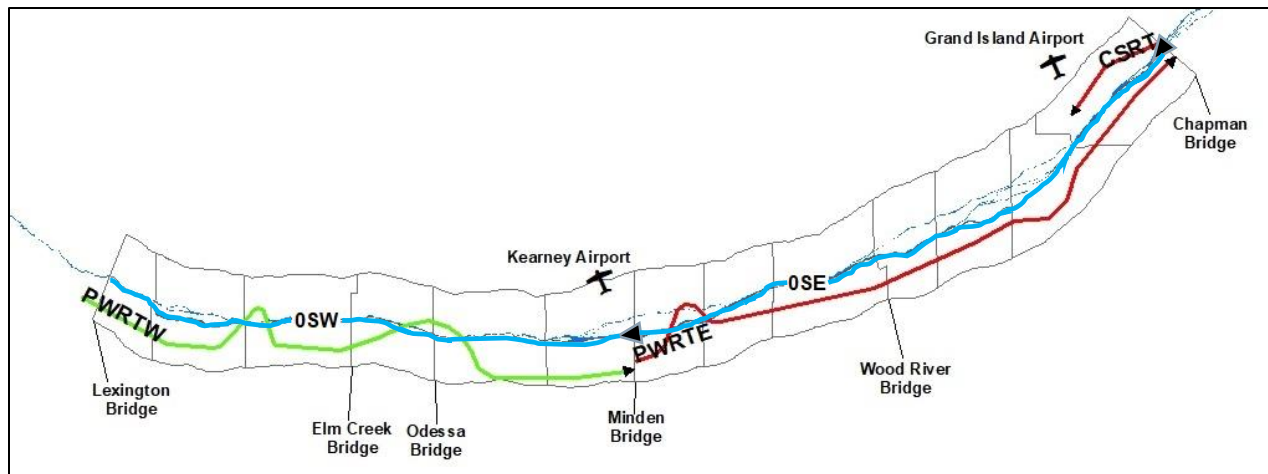 Grand Island Airport
CSRT
Chapman
Bridge
Kearney Airport
0SE
PWRTW
0SW
PWRTE
Wood River
Bridge
Lexington
Bridge
Elm Creek
Bridge
Odessa
Bridge
Minden
Bridge